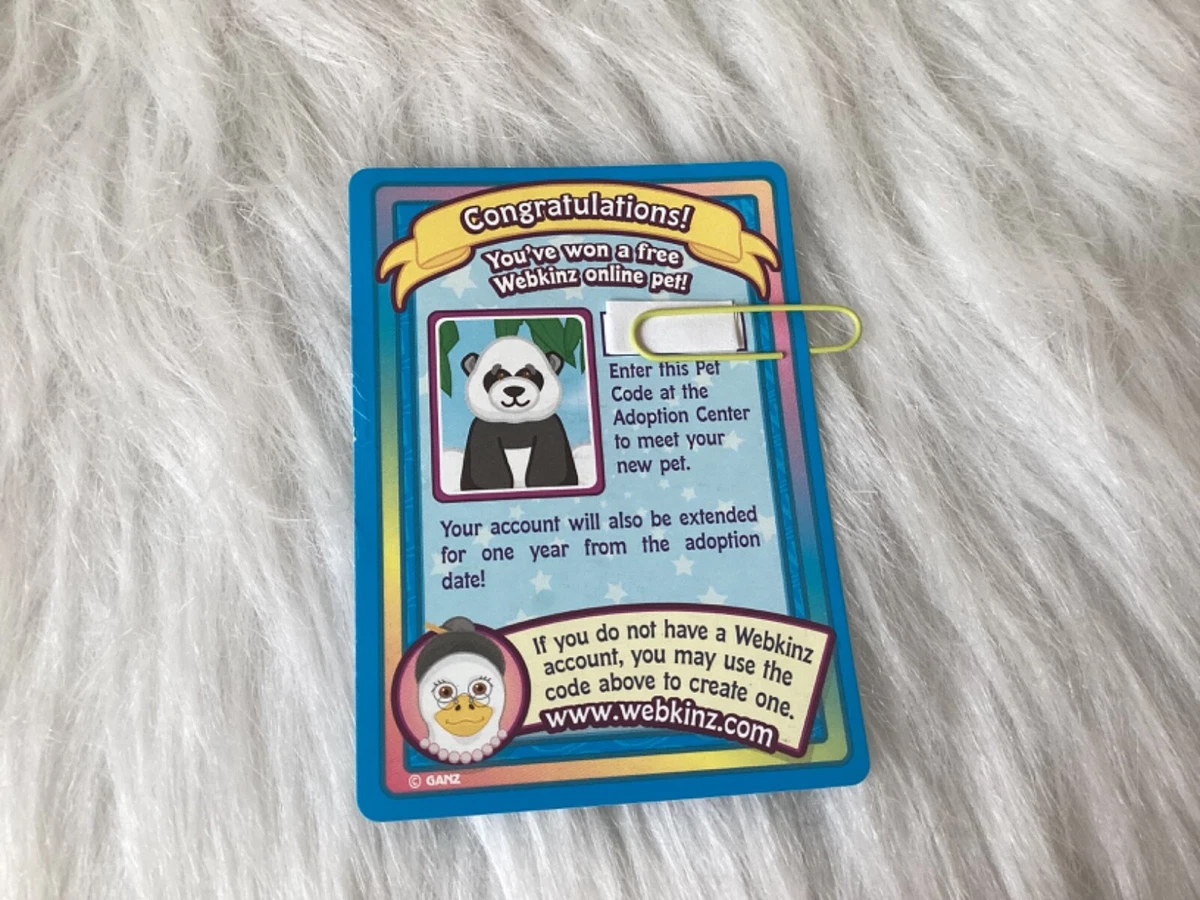 Congratulations!
You've won a free
Webkinz online pet!
Enter this Pet
Code at the
Adoption Center
to meet your
new pet.
Your account will also be extended
for one year from the adoption
date!
If you do not have a Webkinz
account, you may use the
code above to create one.
www.webkinz.com
© GANZ